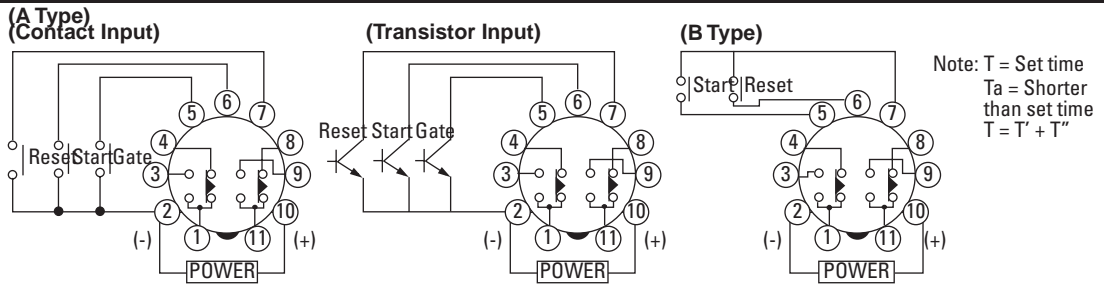 (A Type)
(Contact Input)
(Transistor Input)
(B Type)
Note: T = Set time
Ta = Shorter
than set time
T = T′ + T″
Reset Start Gate
5 6 7
4 8
3 9
2 10
1 11
(-) (+)
POWER
Reset Start Gate
5 6 7
4 8
3 9
2 10
1 11
(-) (+)
POWER
Start Reset
5 6 7
4 8
3 9
2 10
1 11
(-) (+)
POWER